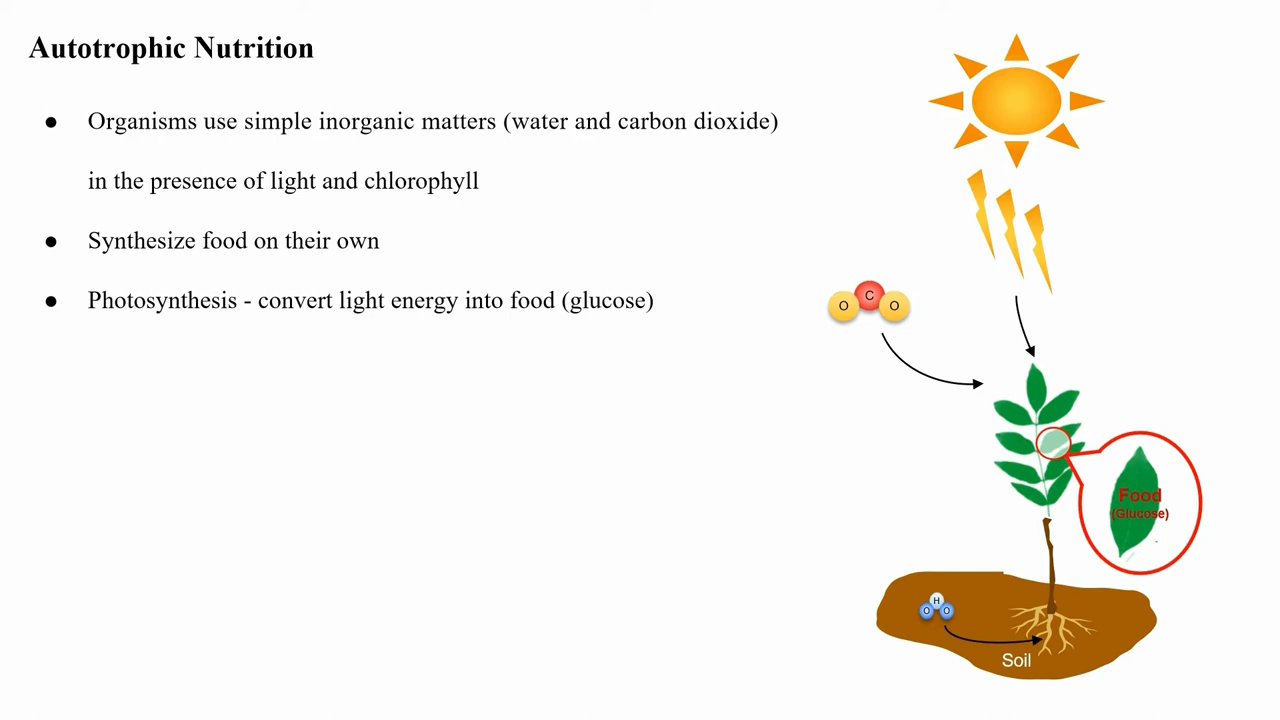 Autotrophic Nutrition
● Organisms use simple inorganic matters (water and carbon dioxide)
in the presence of light and chlorophyll
● Synthesize food on their own
● Photosynthesis - convert light energy into food (glucose)
O C O
Food
(Glucose)
H
O O
Soil